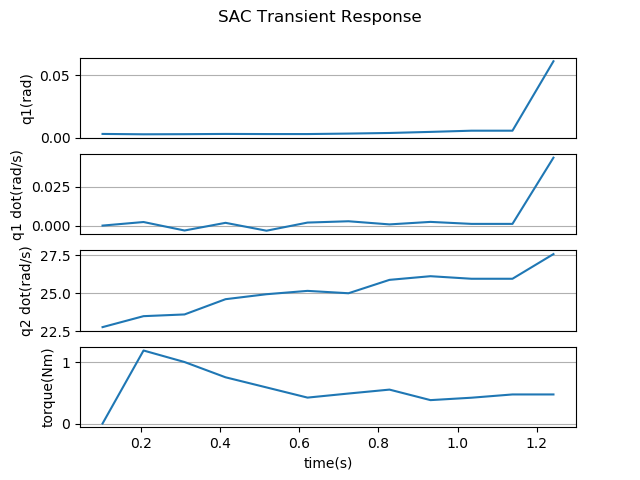 SAC Transient Response
q1(rad)
0.05
0.00
q1 dot(rad/s)
0.025
0.000
q2 dot(rad/s)
27.5
25.0
22.5
torque(Nm)
1
0
0.2 0.4 0.6 0.8 1.0 1.2
time(s)